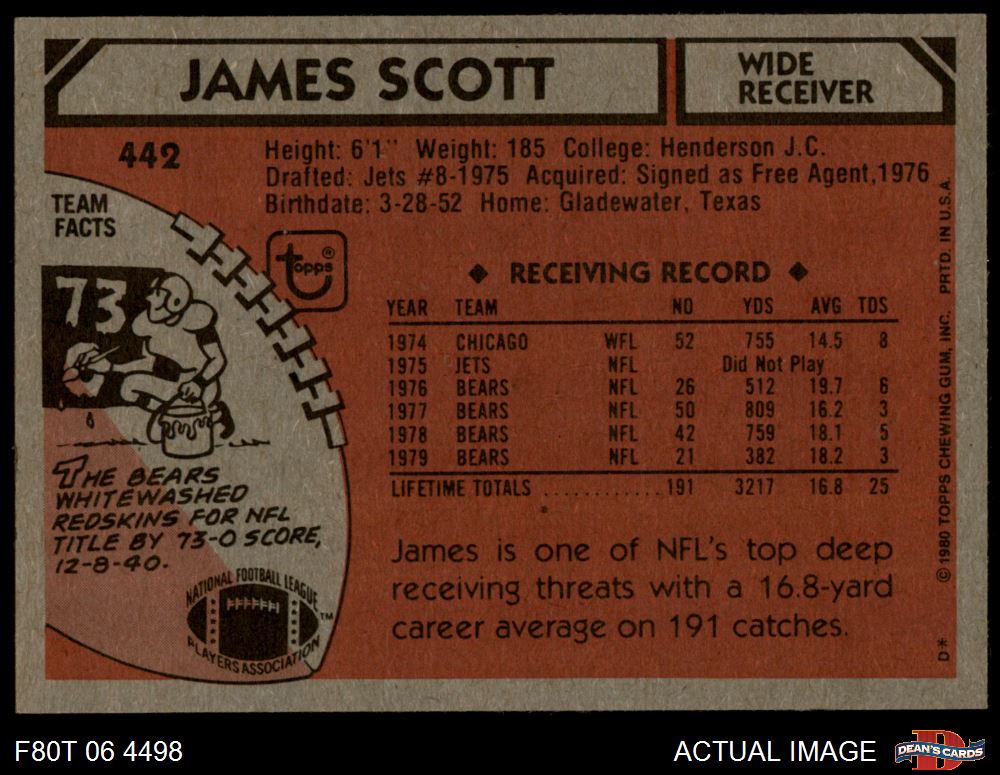 JAMES SCOTT
WIDE
RECEIVER
442
Height: 6'1" Weight: 185 College: Henderson J.C.
Drafted: Jets #8-1975 Acquired: Signed as Free Agent, 1976
Birthdate: 3-28-52 Home: Gladewater, Texas
TEAM
FACTS
73
topps®
◆ RECEIVING RECORD ◆
YEAR TEAM NO YDS AVG TDS
1974 CHICAGO WFL 52 755 14.5 8
1975 JETS NFL Did Not Play
1976 BEARS NFL 26 512 19.7 6
1977 BEARS NFL 50 809 16.2 3
1978 BEARS NFL 42 759 18.1 5
1979 BEARS NFL 21 382 18.2 3
LIFETIME TOTALS ............ 191 3217 16.8 25
THE BEARS
WHITEWASHED
REDSKINS FOR NFL
TITLE BY 73-0 SCORE,
12-8-40.
NATIONAL FOOTBALL LEAGUE
PLAYERS ASSOCIATION
TM
James is one of NFL's top deep
receiving threats with a 16.8-yard
career average on 191 catches.
D* © 1980 TOPPS CHEWING GUM, INC. PRTD. IN U.S.A.
F80T 06 4498
ACTUAL IMAGE
D
DEAN'S CARDS